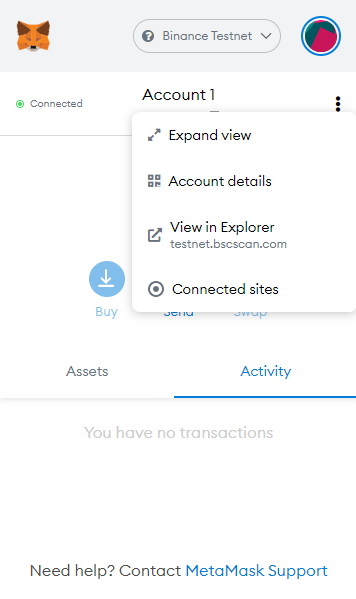 Binance Testnet
Connected
Account 1
Expand view
Account details
View in Explorer
testnet.bscscan.com
Connected sites
Buy
Send
Swap
Assets
Activity
You have no transactions
Need help? Contact MetaMask Support